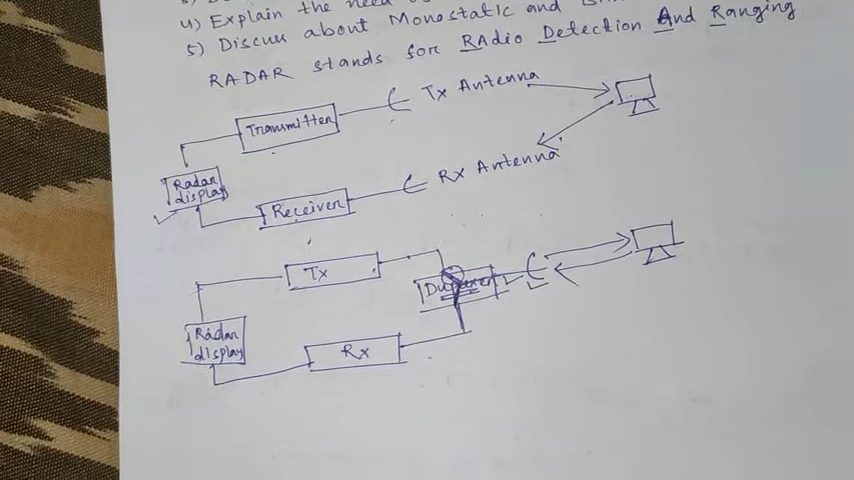 4) Explain the need
5) Discuss about Monostatic and
RADAR stands for RAdio Detection And Ranging
Tx Antenna
Transmitter
Radar
display
Rx Antenna
Receiver
Tx
Duplexer
Radar
display
Rx